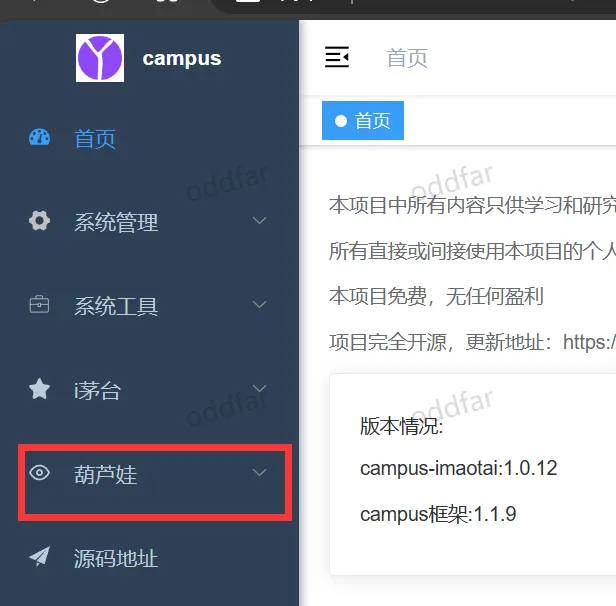 campus
首页
首页
首页
系统管理
oddfar
oddfar
本项目中所有内容只供学习和研究
所有直接或间接使用本项目的个人
系统工具
本项目免费，无任何盈利
项目完全开源，更新地址：https:/
i茅台
oddfar
oddfar
版本情况:
葫芦娃
campus-imaotai:1.0.12
campus框架:1.1.9
源码地址